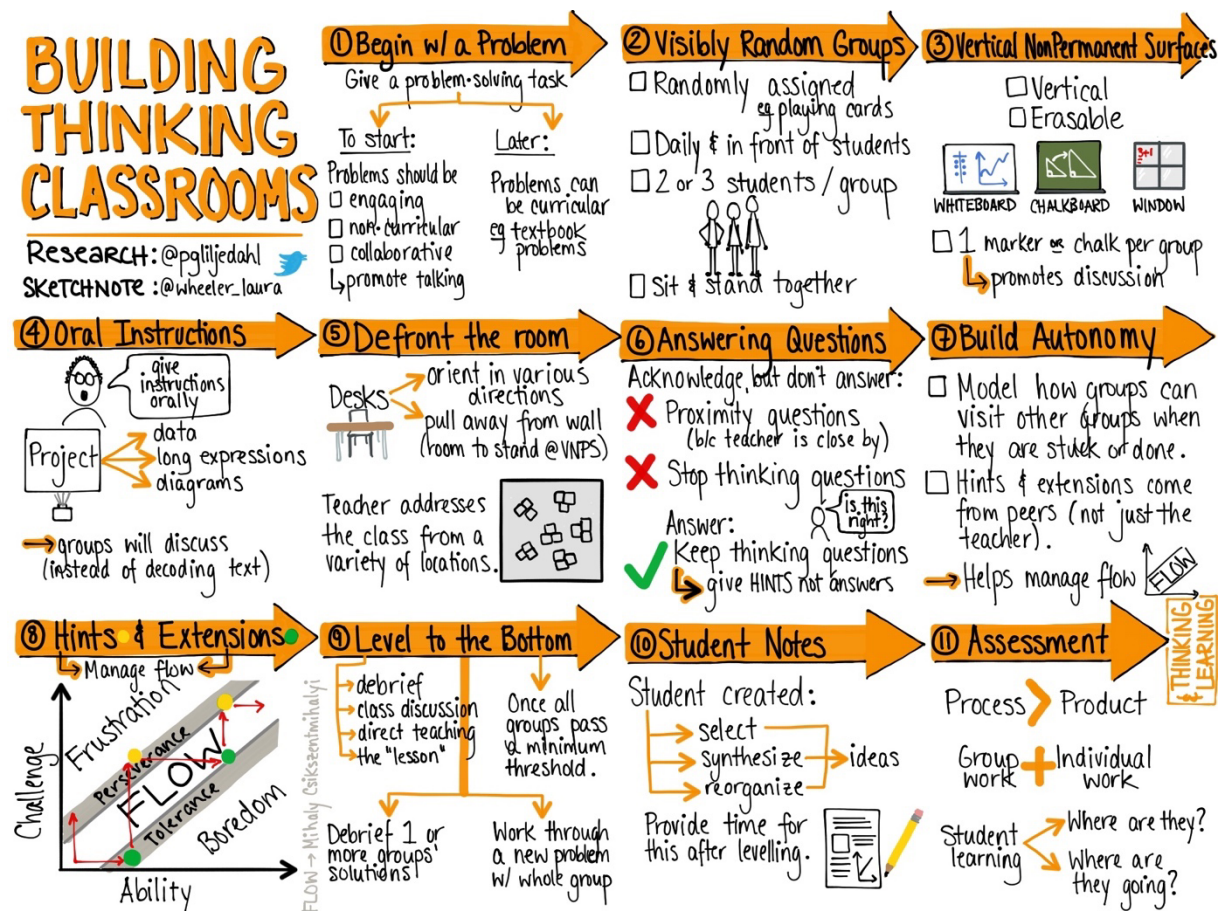 BUILDING
THINKING
CLASSROOMS
RESEARCH: @pgliljedahl
SKETCHNOTE: @wheeler_laura
① Begin w/ a Problem
Give a problem-solving task
To start:
Problems should be
engaging
non-curricular
collaborative
promote talking
Later:
Problems can
be curricular
eg textbook
problems
② Visibly Random Groups
Randomly assigned
eg playing cards
Daily & in front of students
2 or 3 students / group
Sit & stand together
③ Vertical NonPermanent Surfaces
Vertical
Erasable
3+1
WHITEBOARD
CHALKBOARD
WINDOW
1 marker or chalk per group
promotes discussion
④ Oral Instructions
give
instructions
orally
Project
data
long expressions
diagrams
groups will discuss
(instead of decoding text)
⑤ Defront the room
Desks
orient in various
directions
pull away from wall
(room to stand @VNPS)
Teacher addresses
the class from a
variety of locations.
⑥ Answering Questions
Acknowledge, but don't answer:
Proximity questions
(b/c teacher is close by)
Stop thinking questions
is this
right?
Answer:
Keep thinking questions
give HINTS not answers
⑦ Build Autonomy
Model how groups can
visit other groups when
they are stuck or done.
Hints & extensions come
from peers (not just the
teacher).
Helps manage flow
FLOW
⑧ Hints & Extensions
Manage flow
Challenge
Frustration
Perseverance
FLOW
Tolerance
Boredom
Ability
FLOW → Mihaly Csikszentmihalyi
⑨ Level to the Bottom
debrief
class discussion
direct teaching
the "lesson"
Once all
groups pass
a minimum
threshold.
Debrief 1 or
more groups'
solutions
Work through
a new problem
w/ whole group
⑩ Student Notes
Student created:
select
synthesize
reorganize
ideas
Provide time for
this after levelling.
⑪ Assessment
THINKING
& LEARNING
Process > Product
Group
work
+
Individual
work
Student
learning
Where are they?
Where are
they going?